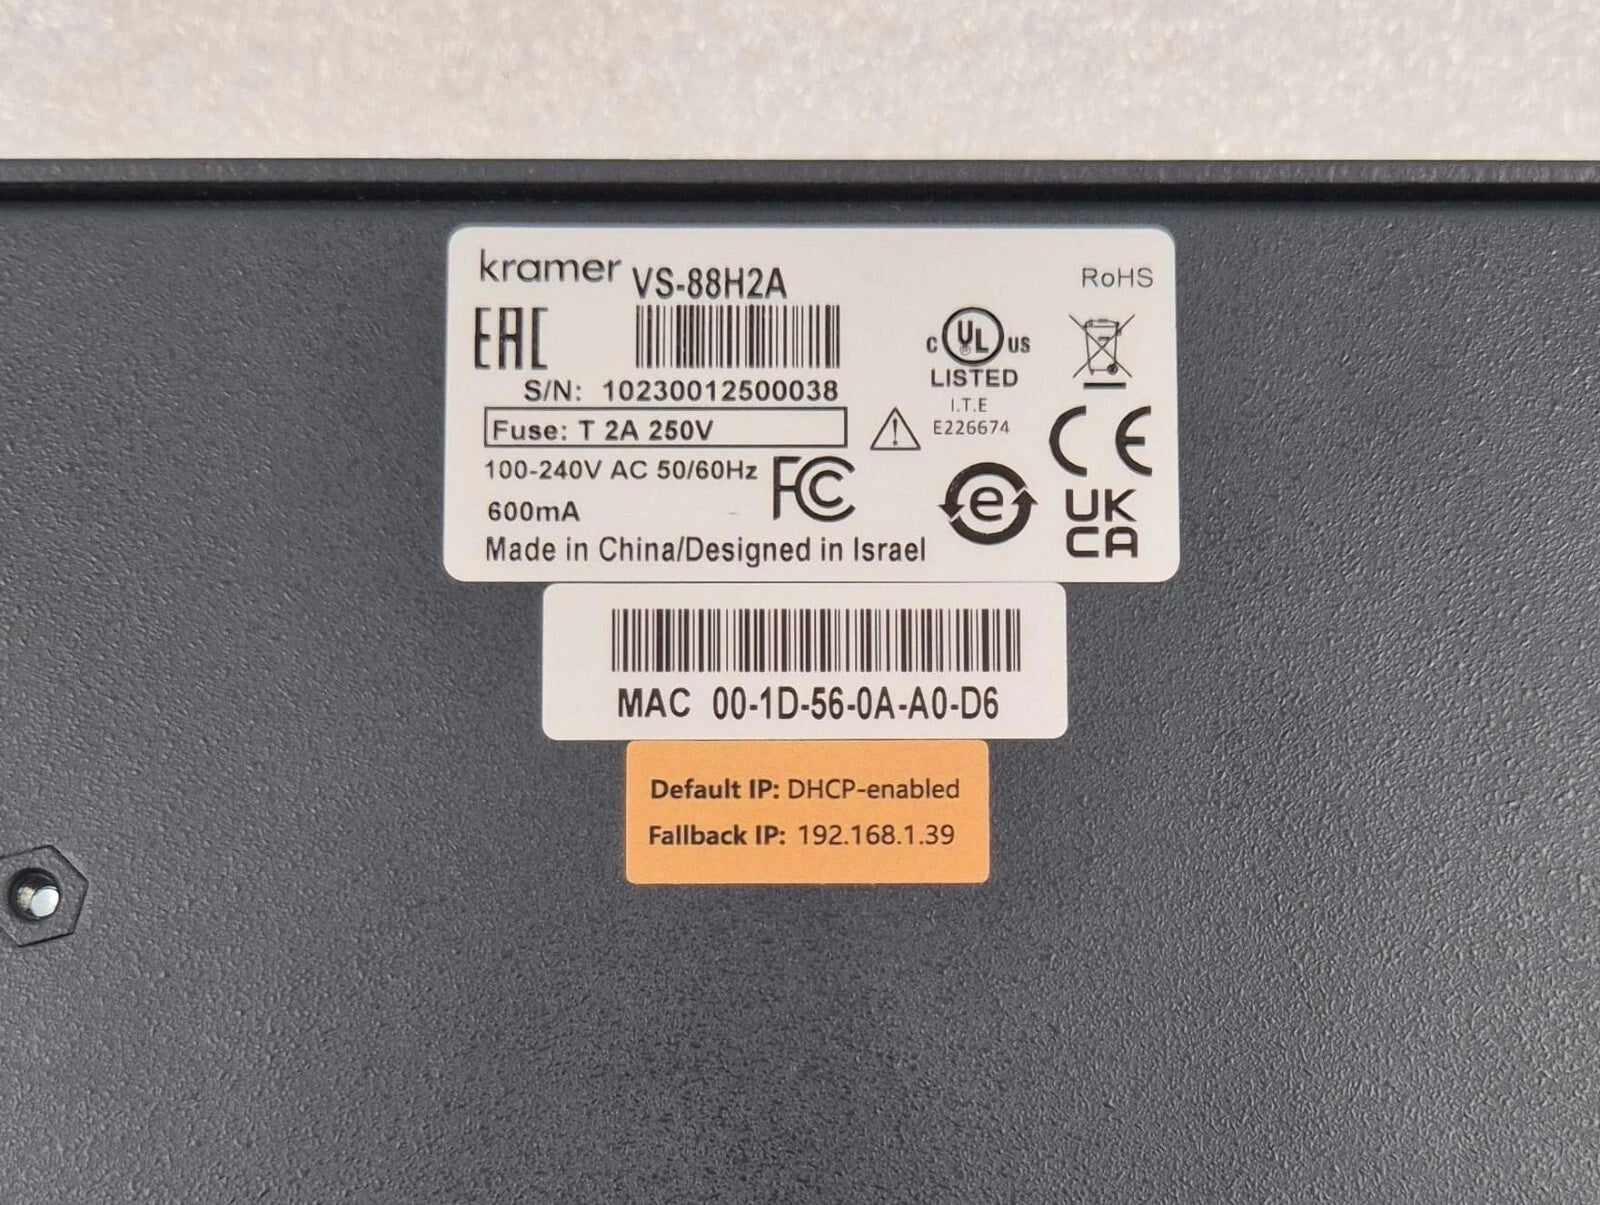 kramer VS-88H2A
RoHS
EAC
S/N: 10230012500038
Fuse: T 2A 250V
100-240V AC 50/60Hz
600mA
FC
Made in China/Designed in Israel
C UL US
LISTED
I.T.E
E226674
CE
e
UK
CA
MAC 00-1D-56-0A-A0-D6
Default IP: DHCP-enabled
Fallback IP: 192.168.1.39